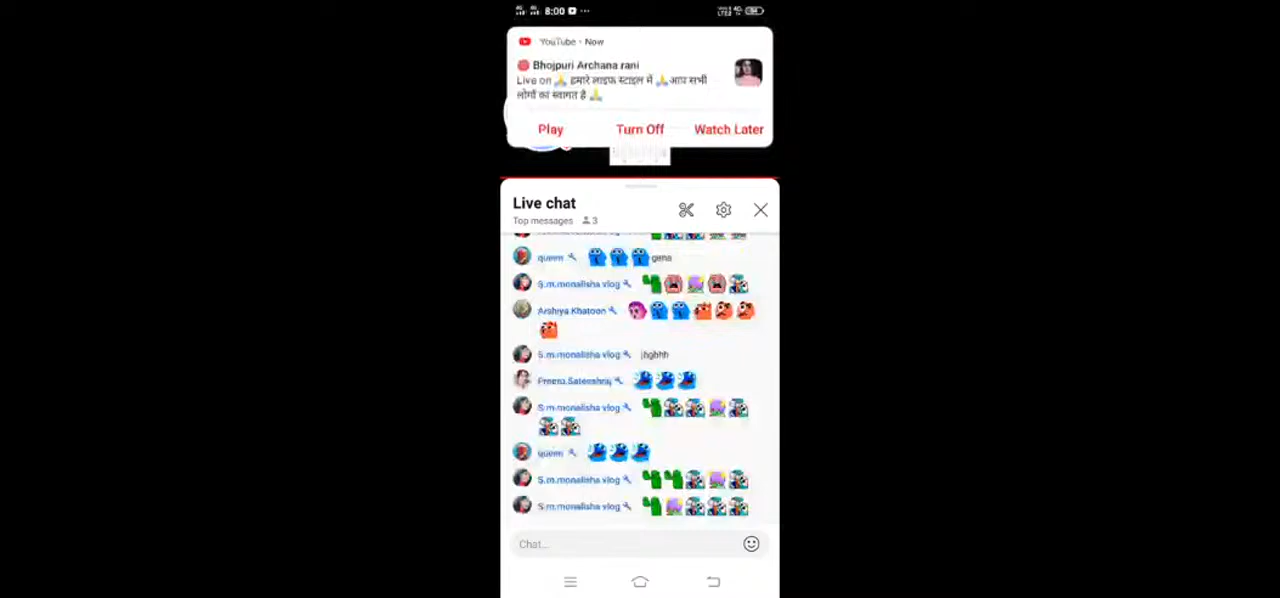 8:00
YouTube • Now
Bhojpuri Archana rani
Live on 🙏 हमारे लाइफ स्टाइल में 🙏आप सभी
लोगों का स्वागत है 🙏
Play Turn Off Watch Later
Live chat
Top messages 3
queen gena
S.m.monalisha vlog
Arshiya Khatoon
S.m.monalisha vlog jhgbhh
S.m.monalisha vlog
queen
S.m.monalisha vlog
S.m.monalisha vlog
Chat...